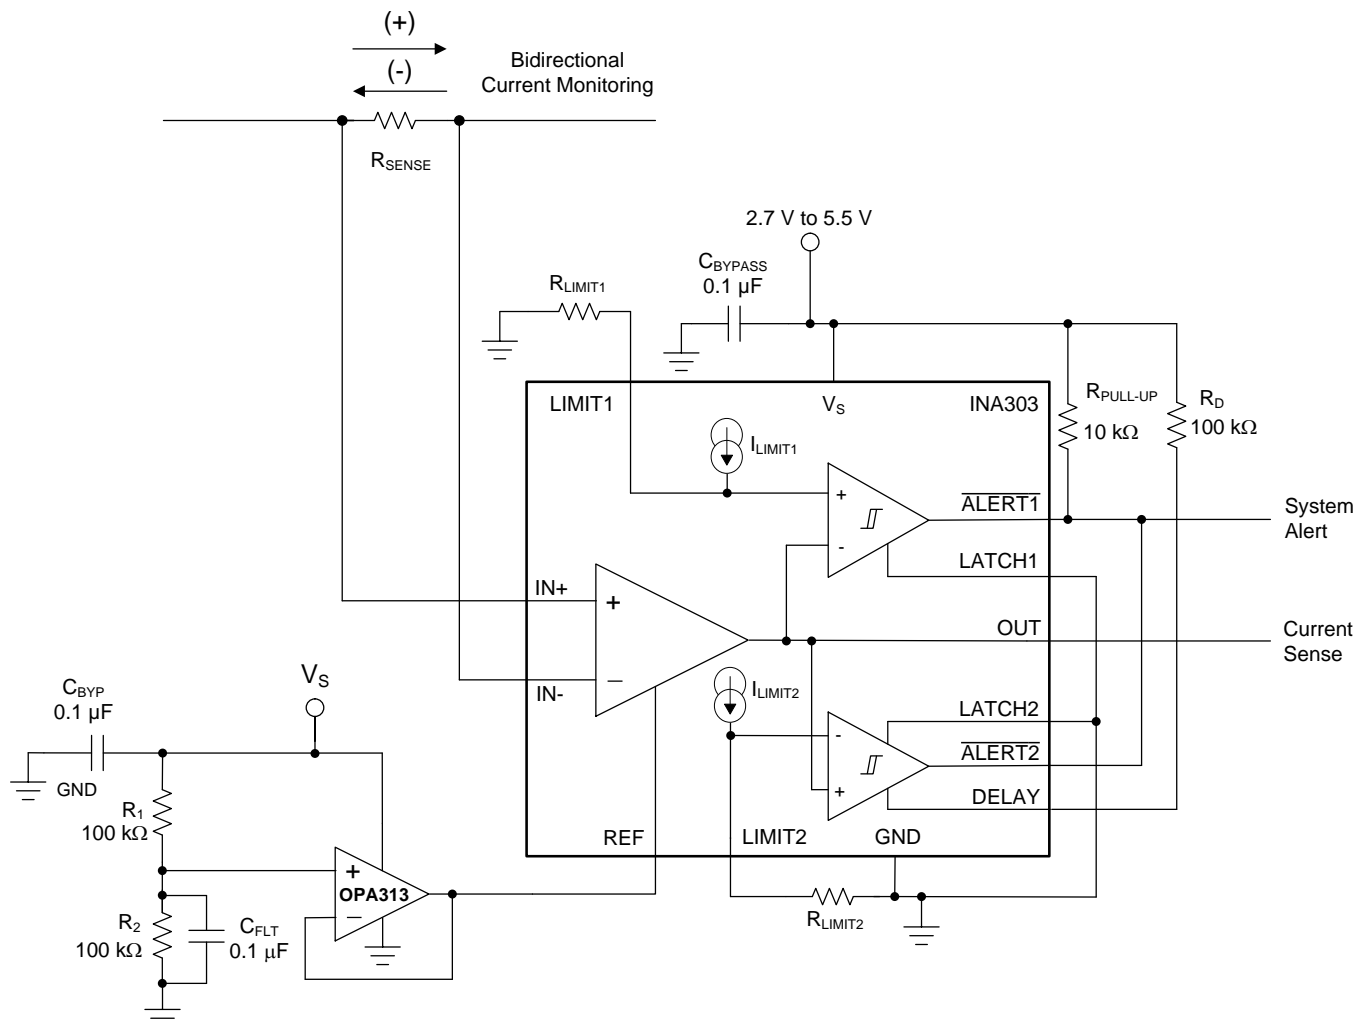 (+)
(-)
Bidirectional
Current Monitoring
RSENSE
2.7 V to 5.5 V
CBYPASS
0.1 µF
RLIMIT1
LIMIT1
VS
INA303
RPULL-UP
10 kΩ
RD
100 kΩ
ILIMIT1
+
-
ALERT1
System
Alert
LATCH1
IN+
+
OUT
Current
Sense
IN-
−
ILIMIT2
LATCH2
-
+
ALERT2
DELAY
VS
CBYP
0.1 µF
GND
R1
100 kΩ
REF
LIMIT2
GND
+
OPA313
−
R2
100 kΩ
CFLT
0.1 µF
RLIMIT2